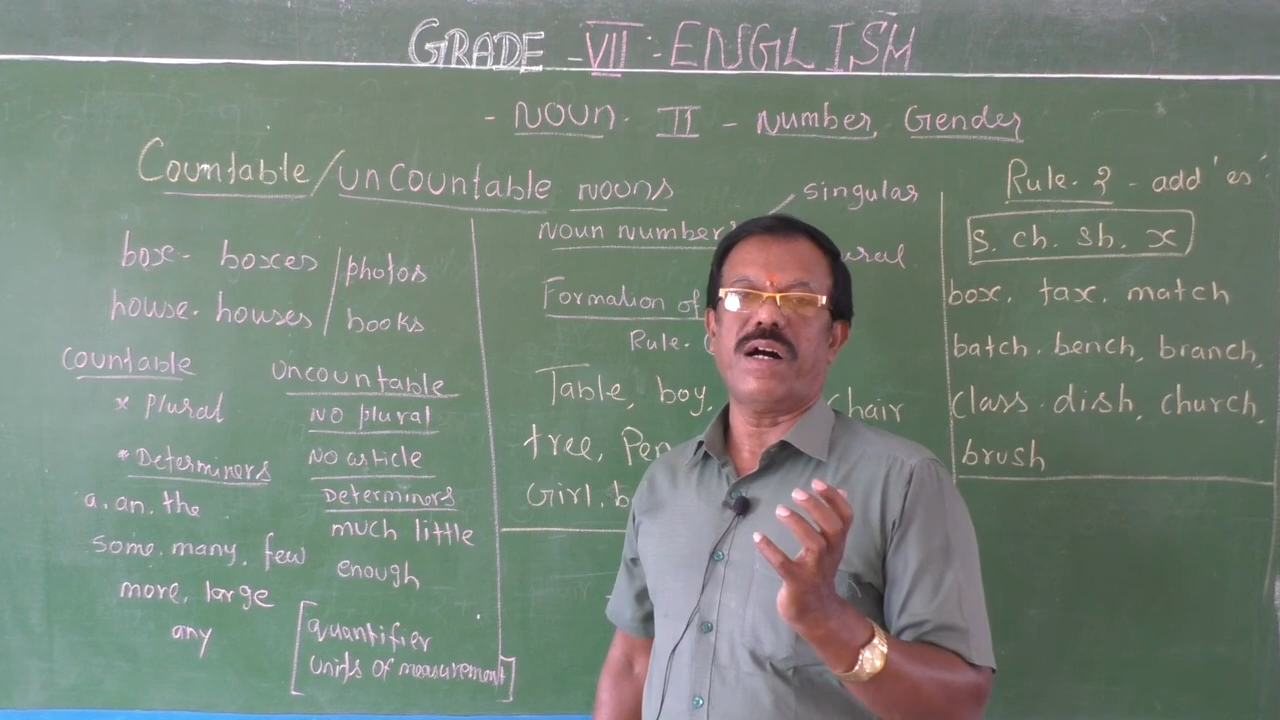 GRADE - VII - ENSGLISH
- NOUN. II - Number, Gender
Countable/uncountable nouns
box - boxes
house. houses
photos
books
countable
* plural
* Determiners
a. an. the
some. many. few
more, large
any
uncountable
NO plural
NO article
Determiners
much little
enough
quantifier
units of measurement
singular
noun number
Formation of
Rule.
Table, boy, chair
tree,
Girl,
Rule. 2 - add 'es'
s. ch. sh. x
box. tax. match
batch. bench, branch,
class. dish, church,
brush